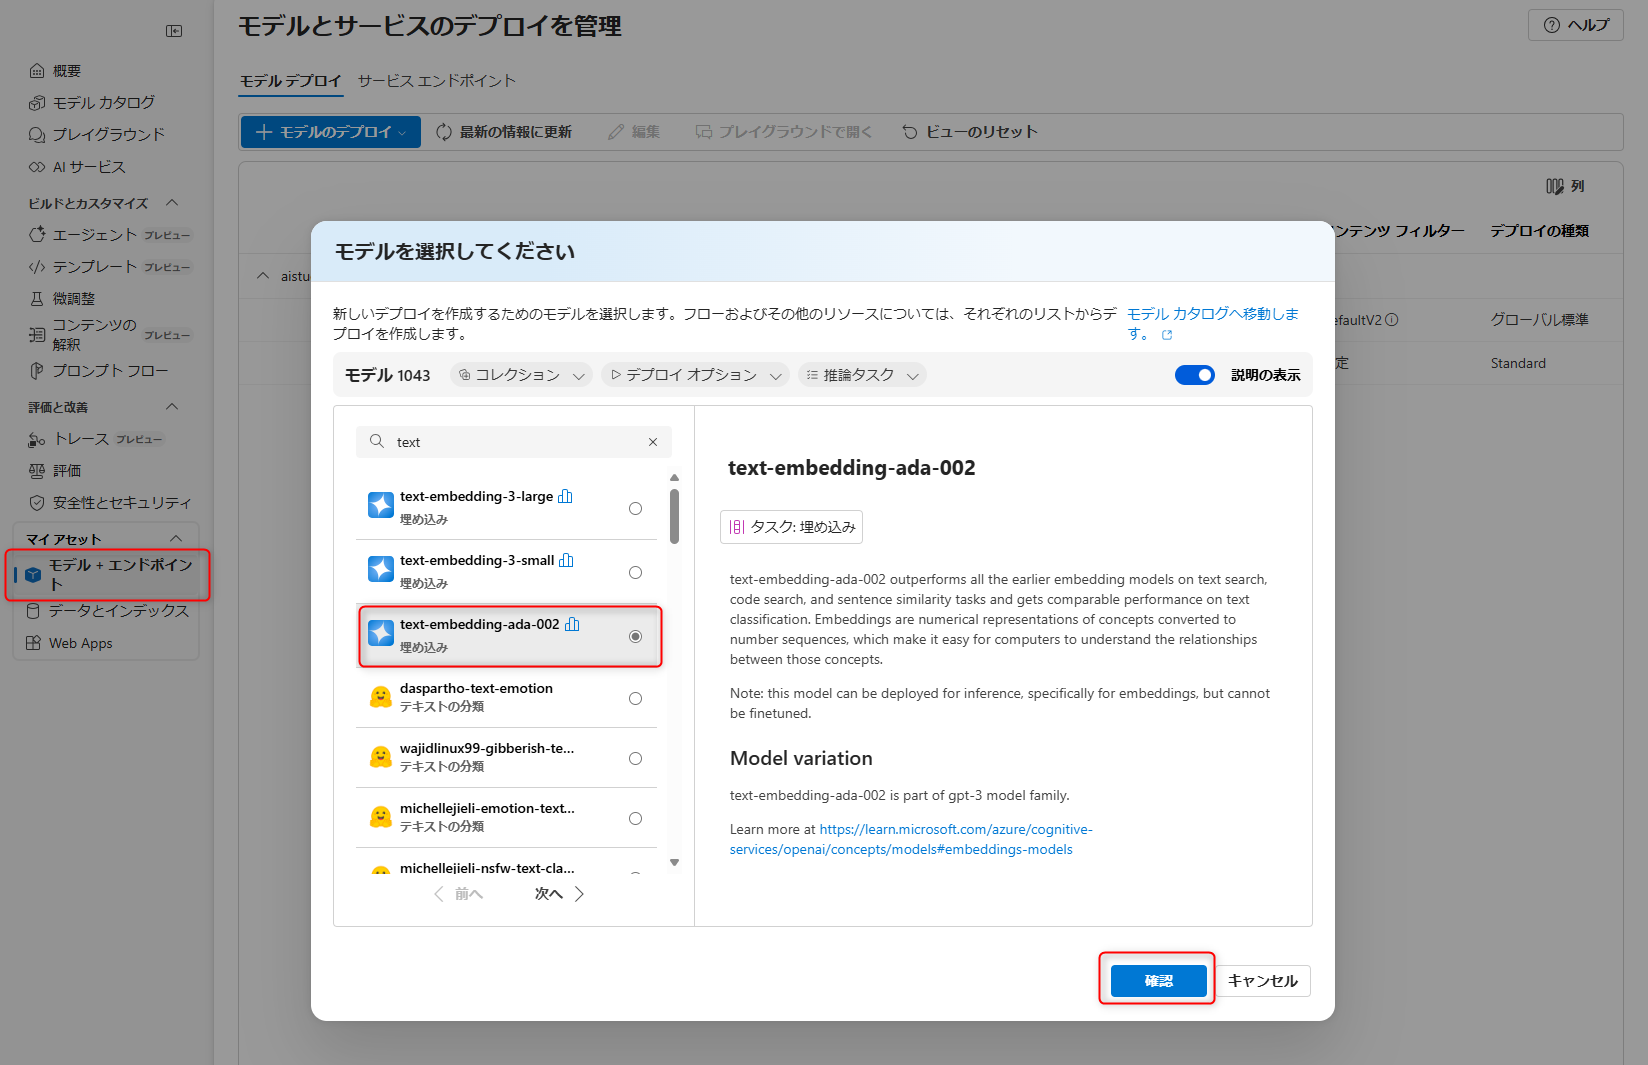 モデルとサービスのデプロイを管理
ヘルプ
概要
モデル カタログ
プレイグラウンド
AI サービス
ビルドとカスタマイズ
エージェント プレビュー
テンプレート プレビュー
微調整
コンテンツの
解釈 プレビュー
プロンプト フロー
評価と改善
トレース プレビュー
評価
安全性とセキュリティ
マイ アセット
モデル + エンドポイン
ト
データとインデックス
Web Apps
モデル デプロイ サービス エンドポイント
モデルのデプロイ 最新の情報に更新 編集 プレイグラウンドで開く ビューのリセット
列
ンテンツ フィルター デプロイの種類
aistu
efaultV2 グローバル標準
定 Standard
モデルを選択してください
新しいデプロイを作成するためのモデルを選択します。フローおよびその他のリソースについては、それぞれのリストからデ
プロイを作成します。
モデル カタログへ移動しま
す。
モデル 1043 コレクション デプロイ オプション 推論タスク 説明の表示
text
text-embedding-3-large
埋め込み
text-embedding-3-small
埋め込み
text-embedding-ada-002
埋め込み
daspartho-text-emotion
テキストの分類
wajidlinux99-gibberish-te...
テキストの分類
michellejieli-emotion-text...
テキストの分類
michellejieli-nsfw-text-cla...
前へ 次へ
text-embedding-ada-002
タスク: 埋め込み
text-embedding-ada-002 outperforms all the earlier embedding models on text search,
code search, and sentence similarity tasks and gets comparable performance on text
classification. Embeddings are numerical representations of concepts converted to
number sequences, which make it easy for computers to understand the relationships
between those concepts.
Note: this model can be deployed for inference, specifically for embeddings, but cannot
be finetuned.
Model variation
text-embedding-ada-002 is part of gpt-3 model family.
Learn more at https://learn.microsoft.com/azure/cognitive-
services/openai/concepts/models#embeddings-models
確認 キャンセル